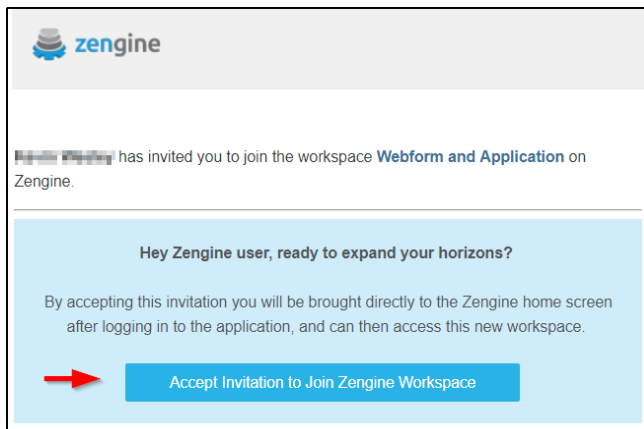 zengine
has invited you to join the workspace Webform and Application on
Zengine.
Hey Zengine user, ready to expand your horizons?
By accepting this invitation you will be brought directly to the Zengine home screen
after logging in to the application, and can then access this new workspace.
Accept Invitation to Join Zengine Workspace